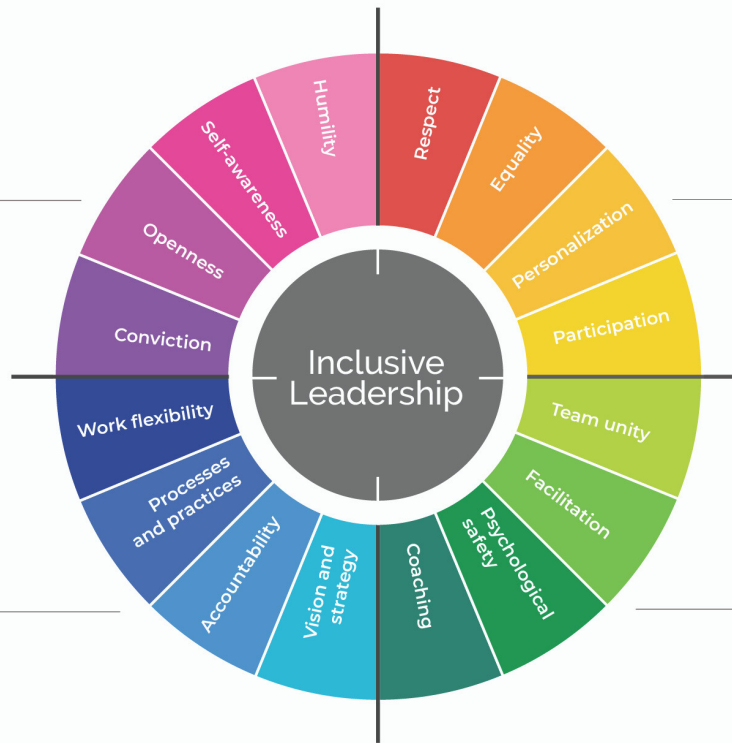 Respect
Equality
Personalization
Participation
Team unity
Facilitation
Psychological
safety
Coaching
Vision and
strategy
Accountability
Processes
and practices
Work flexibility
Conviction
Openness
Self-awareness
Humility
Inclusive
Leadership